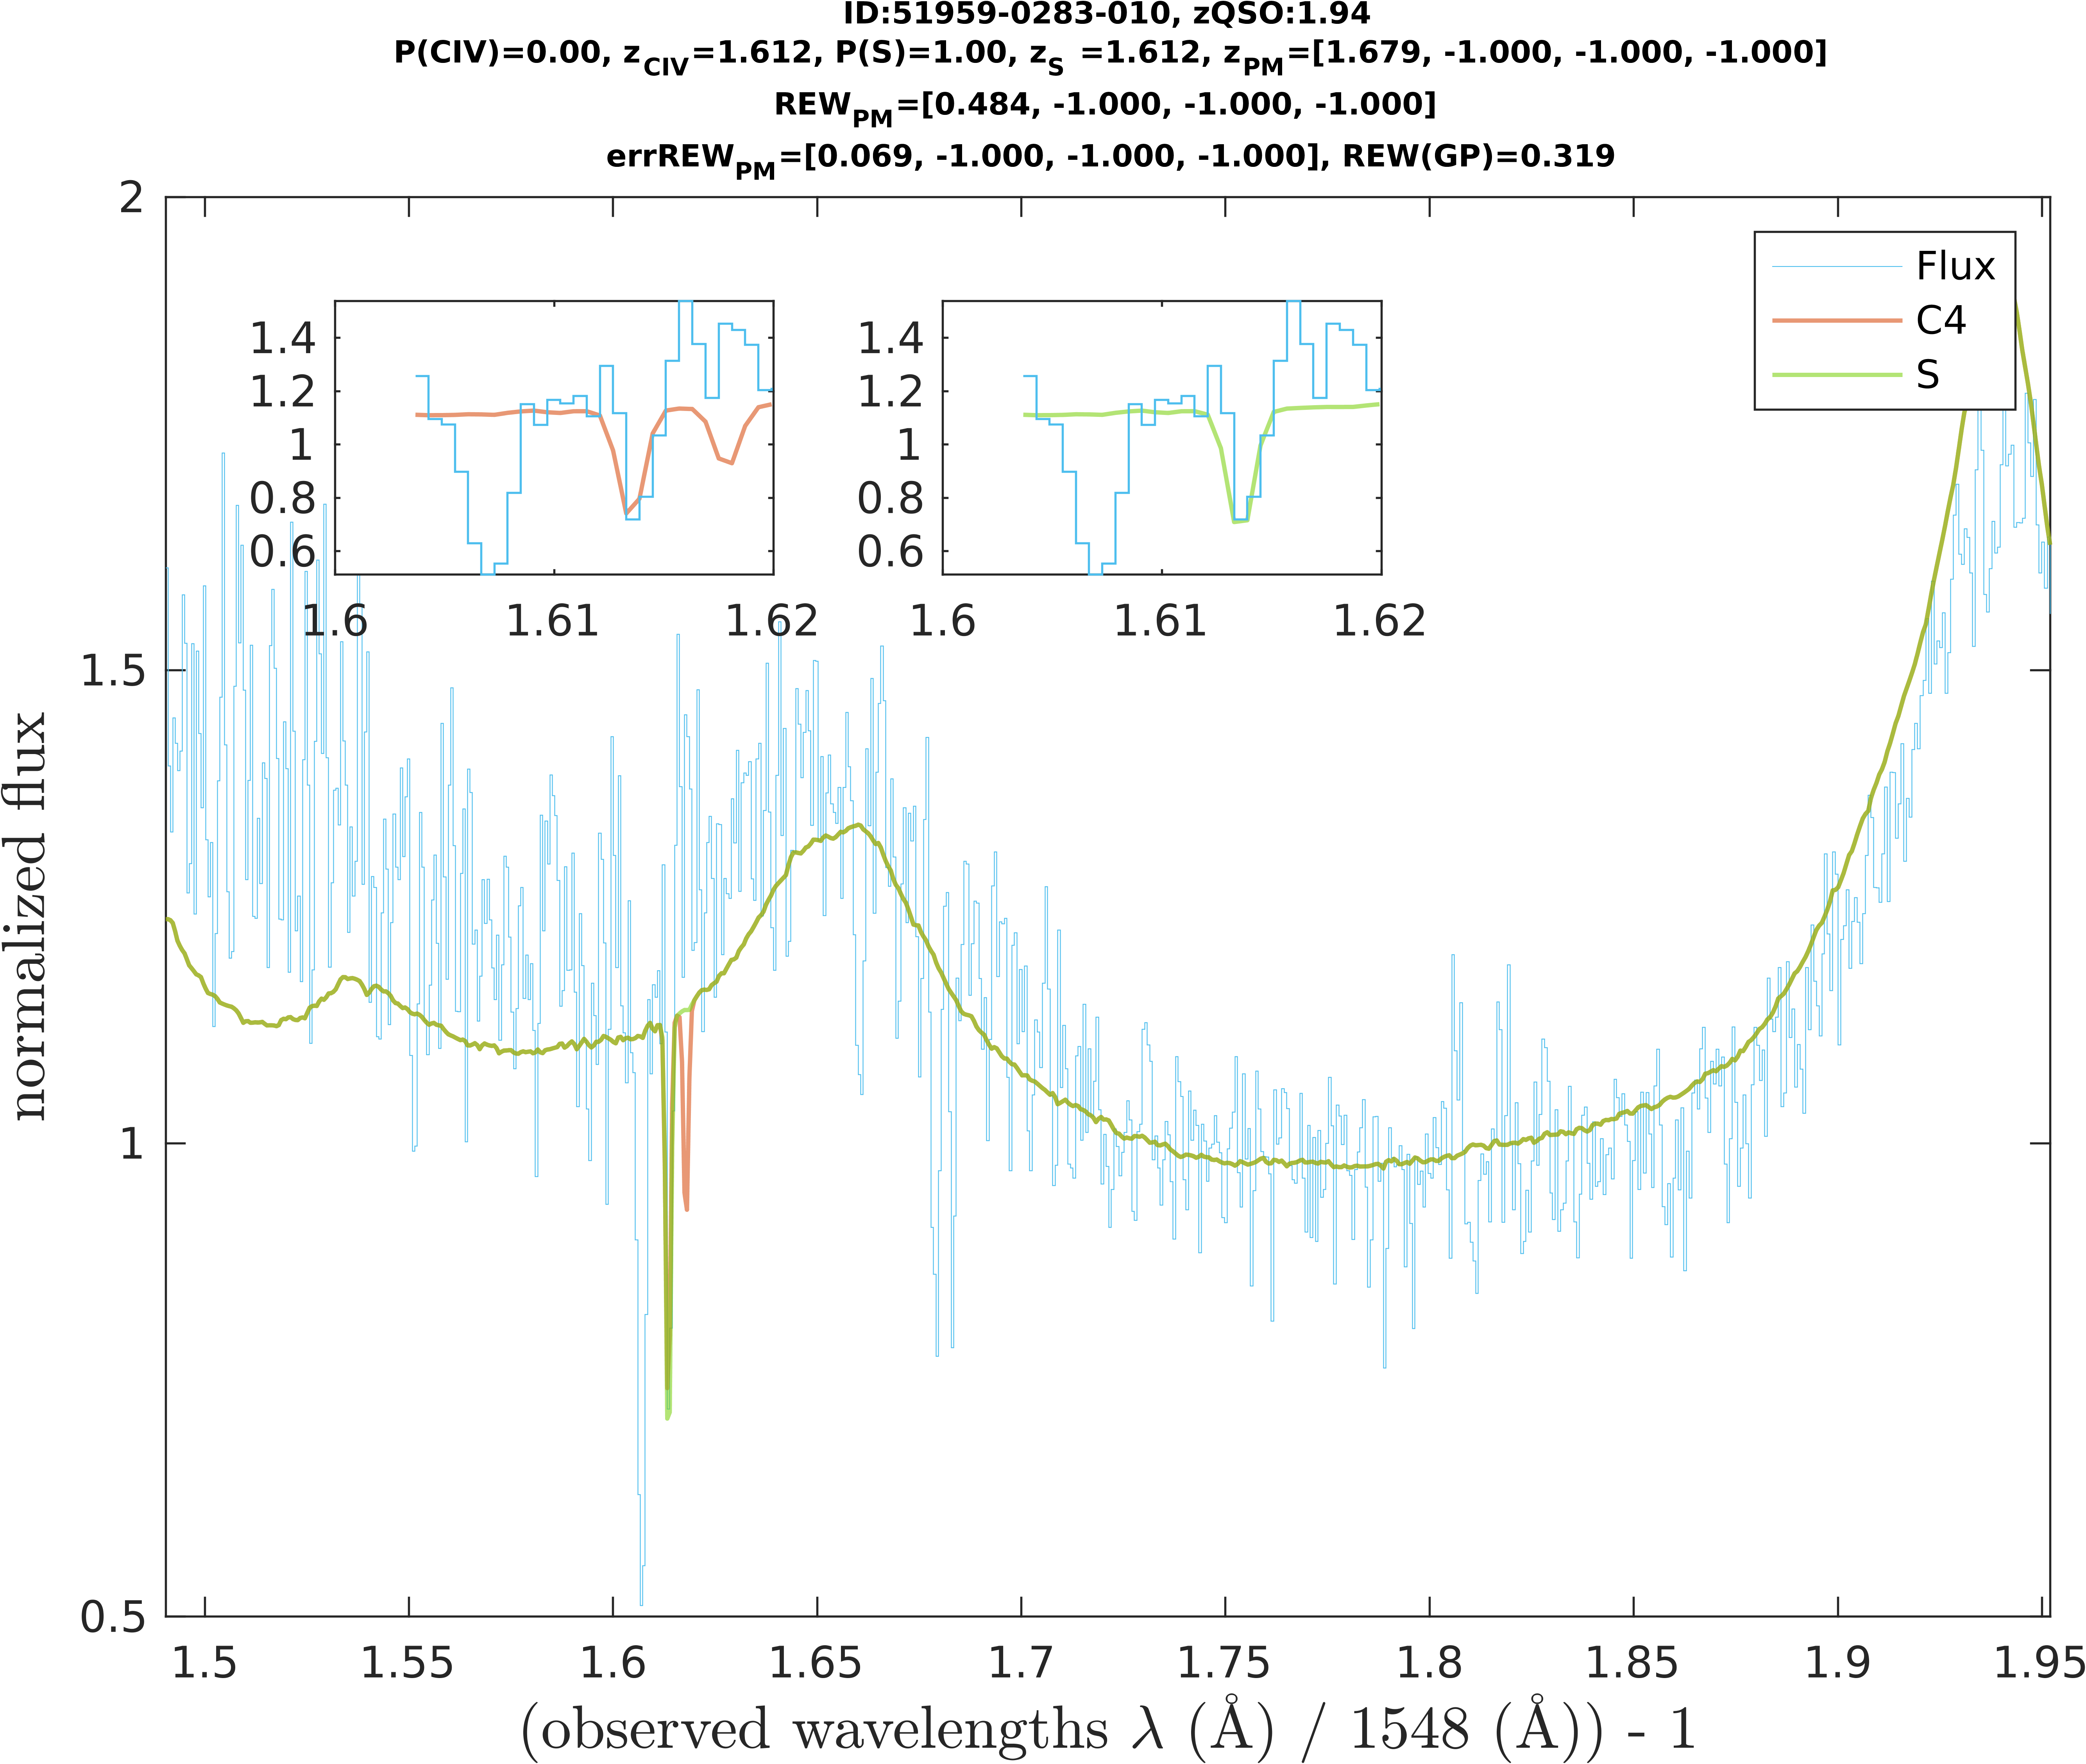 ID:51959-0283-010, zQSO:1.94
P(CIV)=0.00, zCIV=1.612, P(S)=1.00, zS =1.612, zPM=[1.679, -1.000, -1.000, -1.000]
REWPM=[0.484, -1.000, -1.000, -1.000]
errREWPM=[0.069, -1.000, -1.000, -1.000], REW(GP)=0.319
2
1.5
1
0.5
normalized flux
1.4
1.2
1
0.8
0.6
1.6 1.61 1.62
1.4
1.2
1
0.8
0.6
1.6 1.61 1.62
Flux
C4
S
1.5 1.55 1.6 1.65 1.7 1.75 1.8 1.85 1.9 1.95
(observed wavelengths λ (Å) / 1548 (Å)) - 1